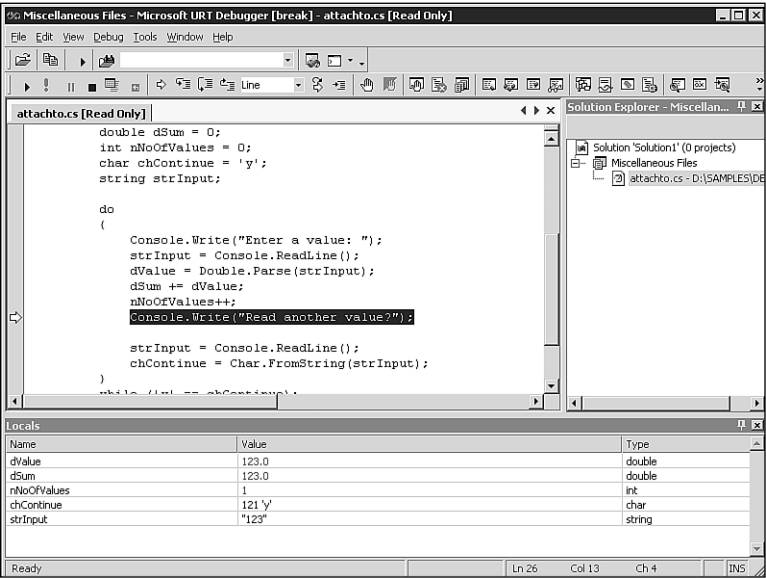 Miscellaneous Files - Microsoft URT Debugger [break] - attachto.cs [Read Only]
File Edit View Debug Tools Window Help
Line
attachto.cs [Read Only]
double dSum = 0;
int nNoOfValues = 0;
char chContinue = 'y';
string strInput;
do
{
Console.Write("Enter a value: ");
strInput = Console.ReadLine();
dValue = Double.Parse(strInput);
dSum += dValue;
nNoOfValues++;
Console.Write("Read another value?");
strInput = Console.ReadLine();
chContinue = Char.FromString(strInput);
}
while ('y' == chContinue);
Solution Explorer - Miscellan...
Solution 'Solution1' (0 projects)
Miscellaneous Files
attachto.cs - D:\SAMPLES\DE
Locals
Name Value Type
dValue 123.0 double
dSum 123.0 double
nNoOfValues 1 int
chContinue 121 'y' char
strInput "123" string
Ready Ln 26 Col 13 Ch 4 INS